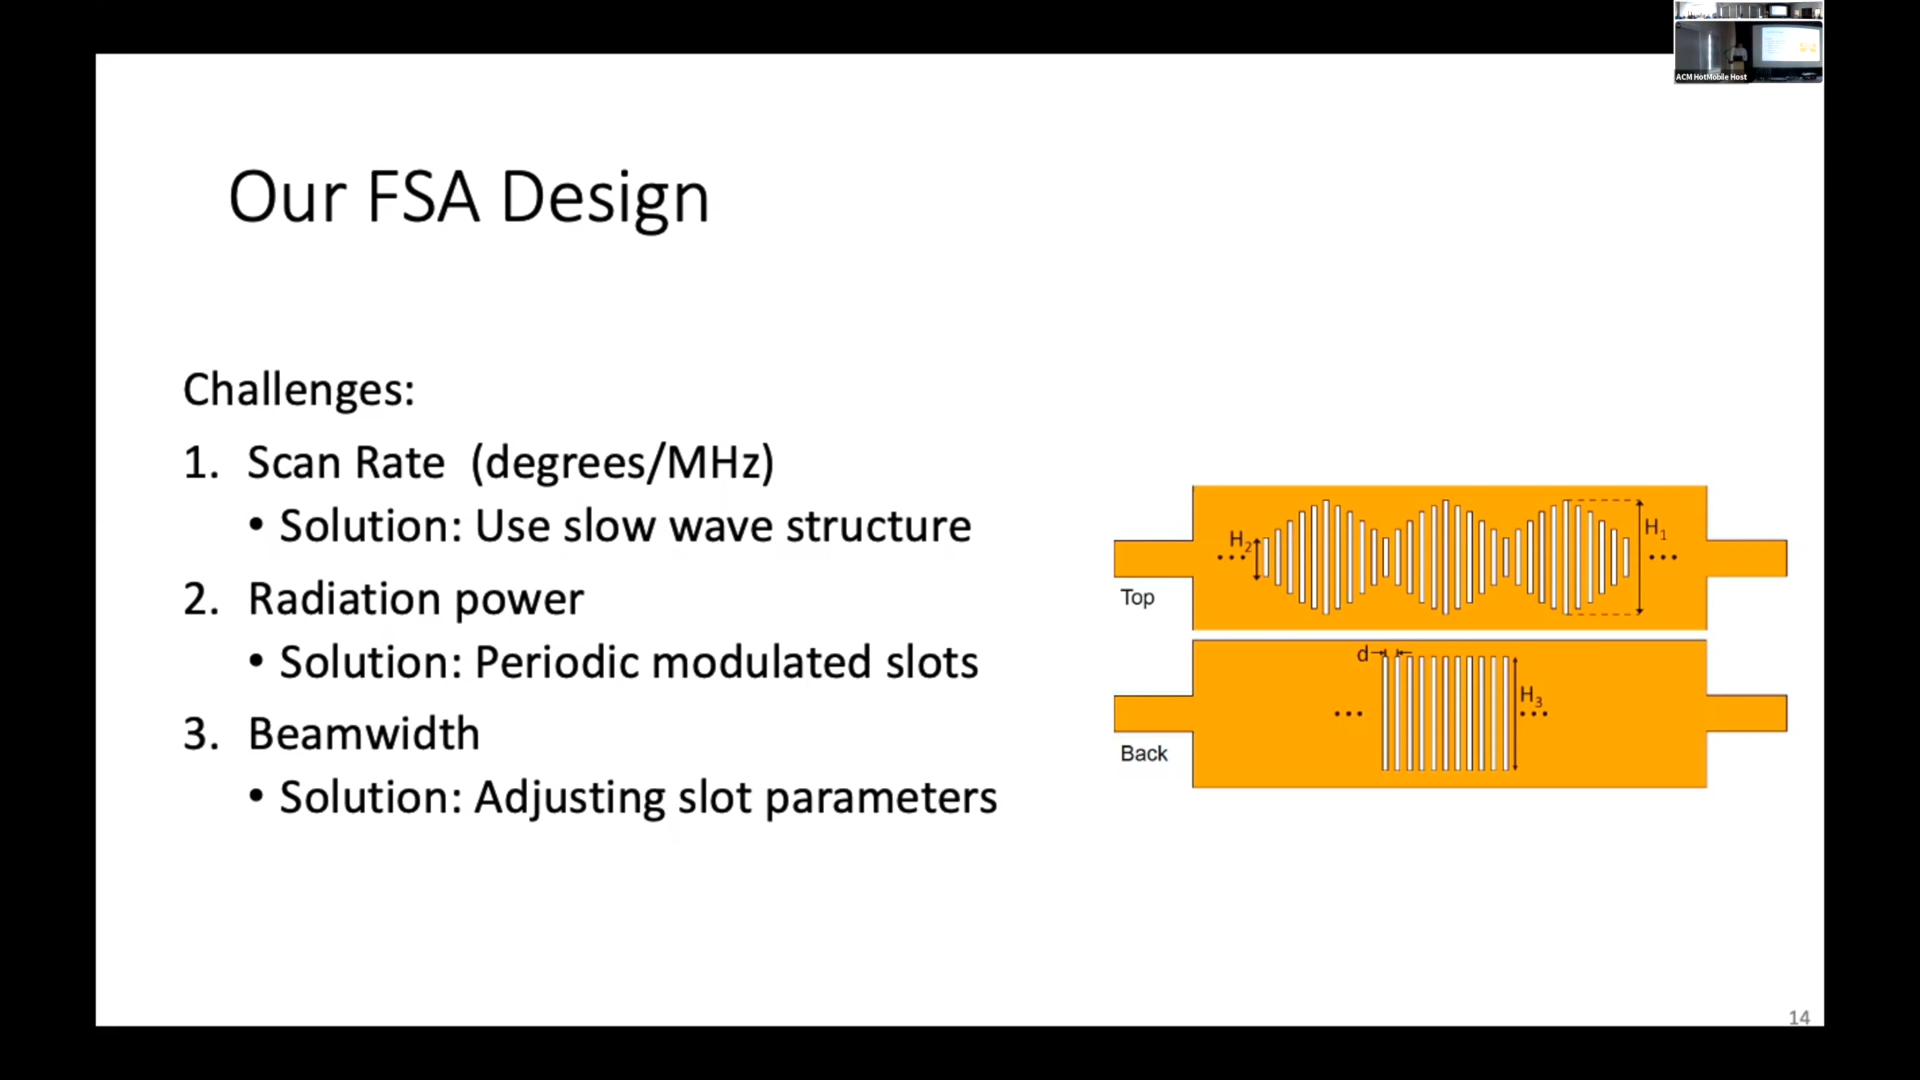 ACM HotMobile Host
Our FSA Design
Challenges:
1. Scan Rate (degrees/MHz)
• Solution: Use slow wave structure
2. Radiation power
• Solution: Periodic modulated slots
3. Beamwidth
• Solution: Adjusting slot parameters
H2
H1
... ...
Top
d
H3
... ...
Back
14